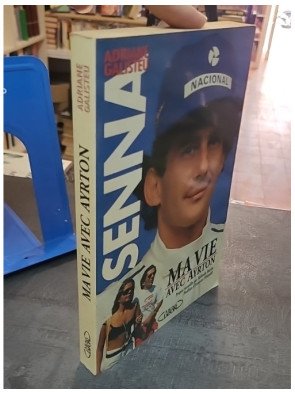 ADRIANE
GALISTEU
MA VIE AVEC AYRTON
ADRIANE
GALISTEU
SENNA
NACIONAL
MA VIE
AVEC AYRTON